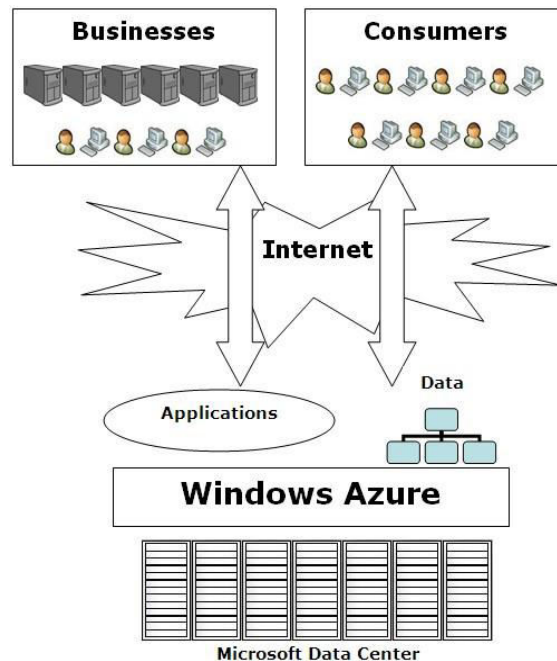 Businesses
Consumers
Internet
Data
Applications
Windows Azure
Microsoft Data Center